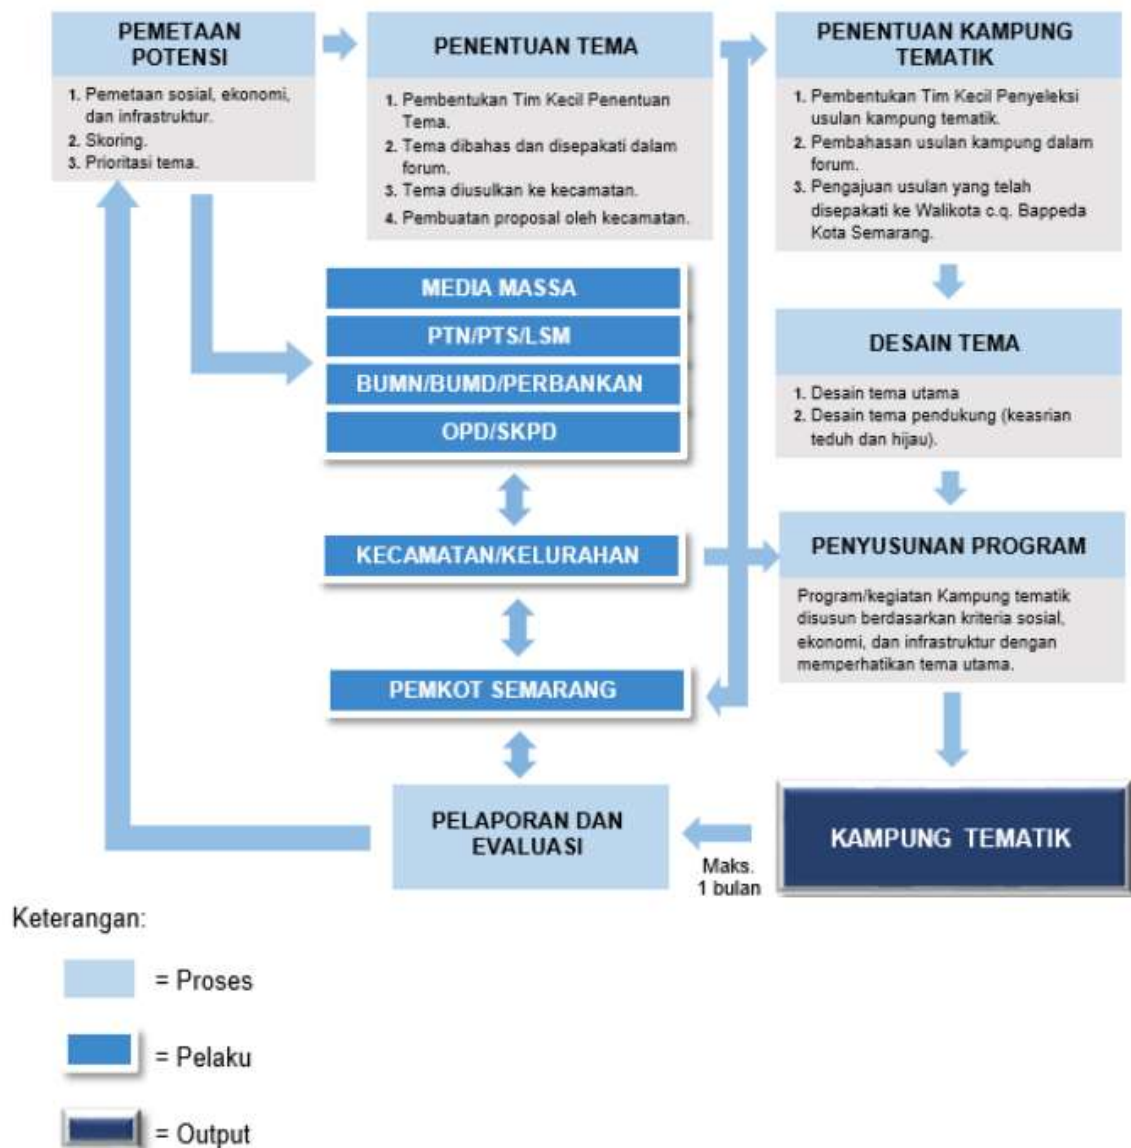 PEMETAAN
POTENSI
1. Pemetaan sosial, ekonomi,
dan infrastruktur.
2. Skoring.
3. Prioritasi tema.
PENENTUAN TEMA
1. Pembentukan Tim Kecil Penentuan
Tema.
2. Tema dibahas dan disepakati dalam
forum.
3. Tema diusulkan ke kecamatan.
4. Pembuatan proposal oleh kecamatan.
PENENTUAN KAMPUNG
TEMATIK
1. Pembentukan Tim Kecil Penyeleksi
usulan kampung tematik.
2. Pembahasan usulan kampung dalam
forum.
3. Pengajuan usulan yang telah
disepakati ke Walikota c.q. Bappeda
Kota Semarang.
MEDIA MASSA
PTN/PTS/LSM
BUMN/BUMD/PERBANKAN
OPD/SKPD
DESAIN TEMA
1. Desain tema utama
2. Desain tema pendukung (keasrian
teduh dan hijau).
KECAMATAN/KELURAHAN
PENYUSUNAN PROGRAM
Program/kegiatan Kampung tematik
disusun berdasarkan kriteria sosial,
ekonomi, dan infrastruktur dengan
memperhatikan tema utama.
PEMKOT SEMARANG
PELAPORAN DAN
EVALUASI
Maks.
1 bulan
KAMPUNG TEMATIK
Keterangan:
= Proses
= Pelaku
= Output